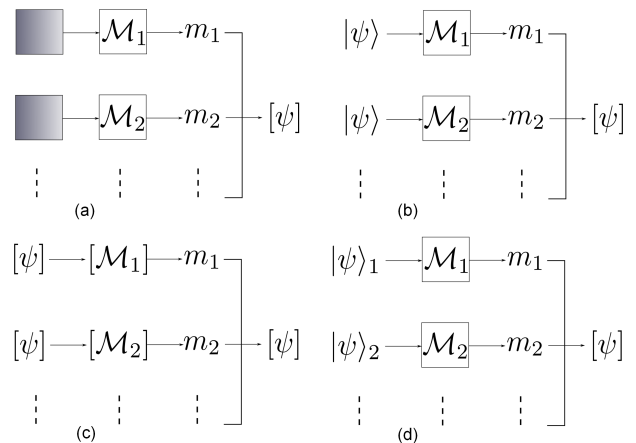 M₁ m₁
M₂ m₂ [ψ]
(a)
|ψ⟩ M₁ m₁
|ψ⟩ M₂ m₂ [ψ]
(b)
[ψ] [M₁] m₁
[ψ] [M₂] m₂ [ψ]
(c)
|ψ⟩₁ M₁ m₁
|ψ⟩₂ M₂ m₂ [ψ]
(d)